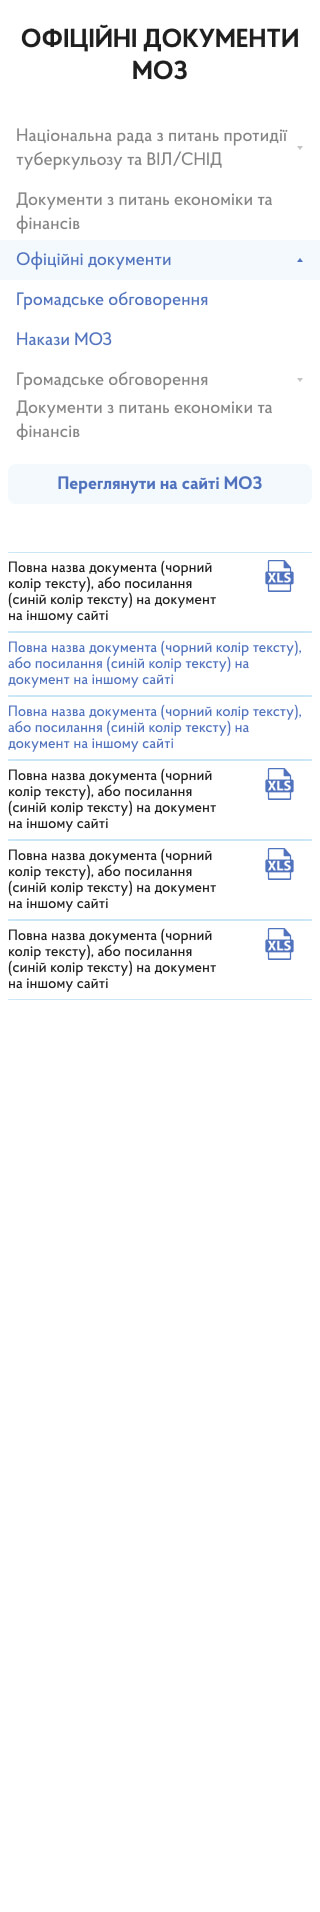 ОФІЦІЙНІ ДОКУМЕНТИ
МОЗ
Національна рада з питань протидії
туберкульозу та ВІЛ/СНІД
Документи з питань економіки та
фінансів
Офіційні документи
Громадське обговорення
Накази МОЗ
Громадське обговорення
Документи з питань економіки та
фінансів
Переглянути на сайті МОЗ
Повна назва документа (чорний
колір тексту), або посилання
(синій колір тексту) на документ
на іншому сайті
XLS
Повна назва документа (чорний колір тексту),
або посилання (синій колір тексту) на
документ на іншому сайті
Повна назва документа (чорний колір тексту),
або посилання (синій колір тексту) на
документ на іншому сайті
Повна назва документа (чорний
колір тексту), або посилання
(синій колір тексту) на документ
на іншому сайті
XLS
Повна назва документа (чорний
колір тексту), або посилання
(синій колір тексту) на документ
на іншому сайті
XLS
Повна назва документа (чорний
колір тексту), або посилання
(синій колір тексту) на документ
на іншому сайті
XLS